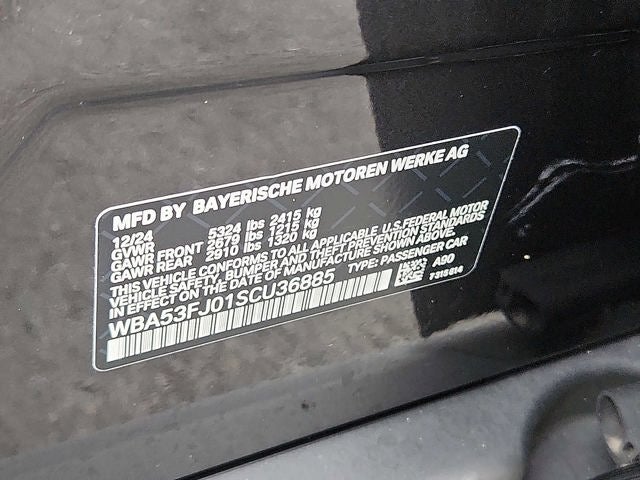 MFD BY BAYERISCHE MOTOREN WERKE AG
12/24
GVWR 5324 lbs 2415 kg
GAWR FRONT 2679 lbs 1215 kg
GAWR REAR 2910 lbs 1320 kg
THIS VEHICLE CONFORMS TO ALL APPLICABLE U.S. FEDERAL MOTOR
VEHICLE SAFETY, BUMPER, AND THEFT PREVENTION STANDARDS
IN EFFECT ON THE DATE OF MANUFACTURE SHOWN ABOVE.
WBA53FJ01SCU36885 TYPE: PASSENGER CAR A90
7318614